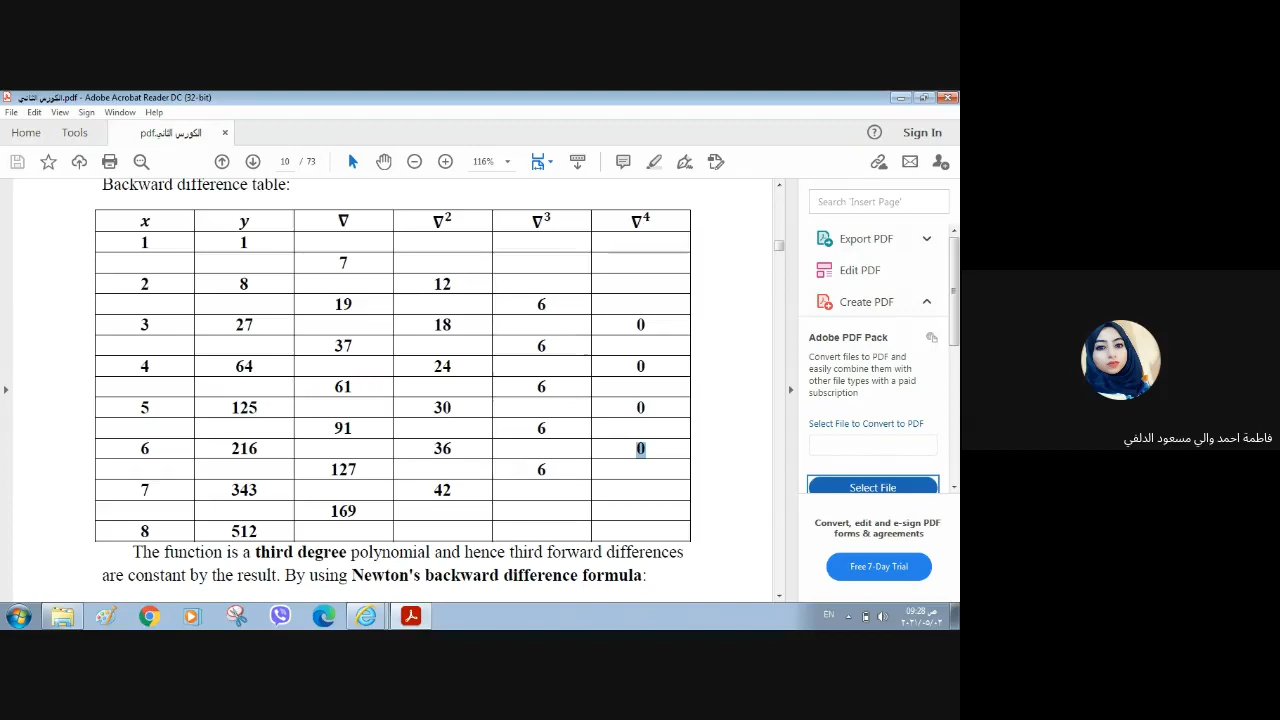 الكورس الثاني.pdf - Adobe Acrobat Reader DC (32-bit)
File Edit View Sign Window Help
Home Tools الكورس الثاني.pdf × ? Sign In
10 / 73 116%
Backward difference table:
x y ∇ ∇² ∇³ ∇⁴
1 1
7
2 8 12
19 6
3 27 18 0
37 6
4 64 24 0
61 6
5 125 30 0
91 6
6 216 36 0
127 6
7 343 42
169
8 512
The function is a third degree polynomial and hence third forward differences
are constant by the result. By using Newton's backward difference formula:
Search 'Insert Page'
Export PDF
Edit PDF
Create PDF
Adobe PDF Pack
Convert files to PDF and
easily combine them with
other file types with a paid
subscription
Select File to Convert to PDF
Select File
Convert, edit and e-sign PDF
forms & agreements
Free 7-Day Trial
EN
09:28 ص
٢٠٢١/٠٥/٠٢
فاطمة احمد والي مسعود الدلفي